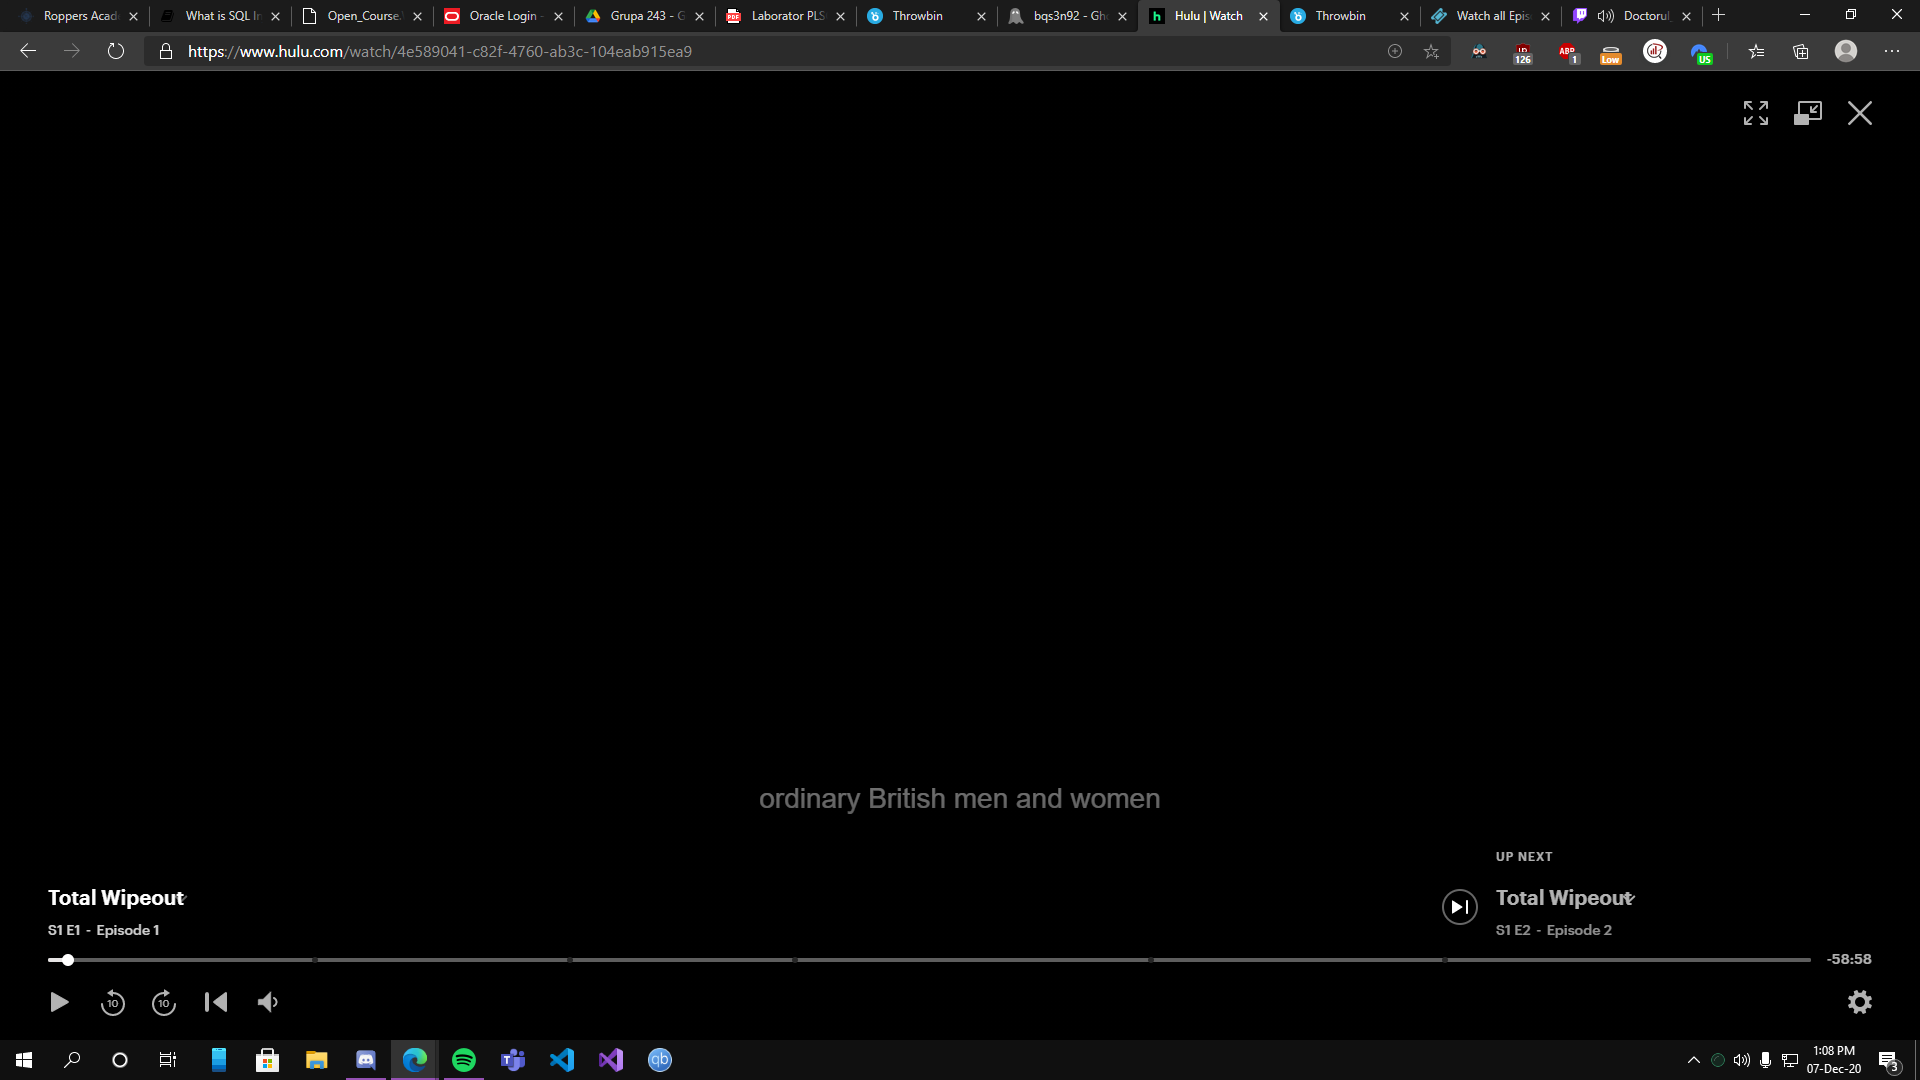 Roppers Acad
What is SQL In
Open_Course
Oracle Login -
Grupa 243 - G
Laborator PLS
Throwbin
bqs3n92 - Gh
Hulu | Watch
Throwbin
Watch all Epis
Doctorul
https://www.hulu.com/watch/4e589041-c82f-4760-ab3c-104eab915ea9
126
ABP
1
Low
US
ordinary British men and women
UP NEXT
Total Wipeout
S1 E1 - Episode 1
Total Wipeout
S1 E2 - Episode 2
-58:58
10
10
qb
1:08 PM
07-Dec-20
3